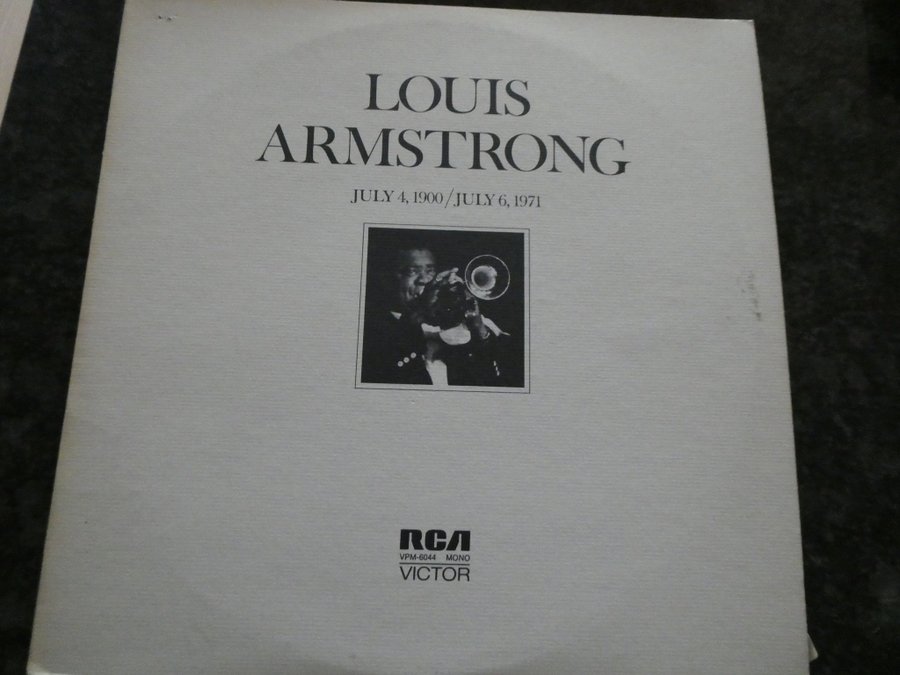 LOUIS
ARMSTRONG
JULY 4, 1900/JULY 6, 1971
RCA
VPM-6044 MONO
VICTOR